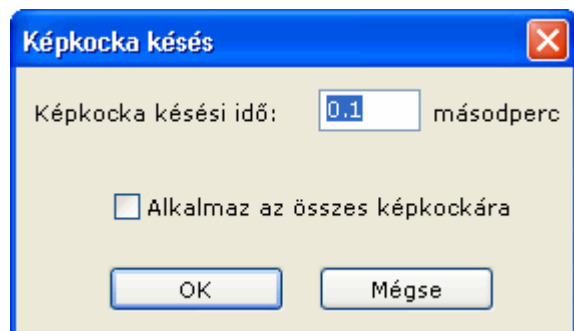 Képkocka késés
Képkocka késési idő: 0.1 másodperc
Alkalmaz az összes képkockára
OK Mégse